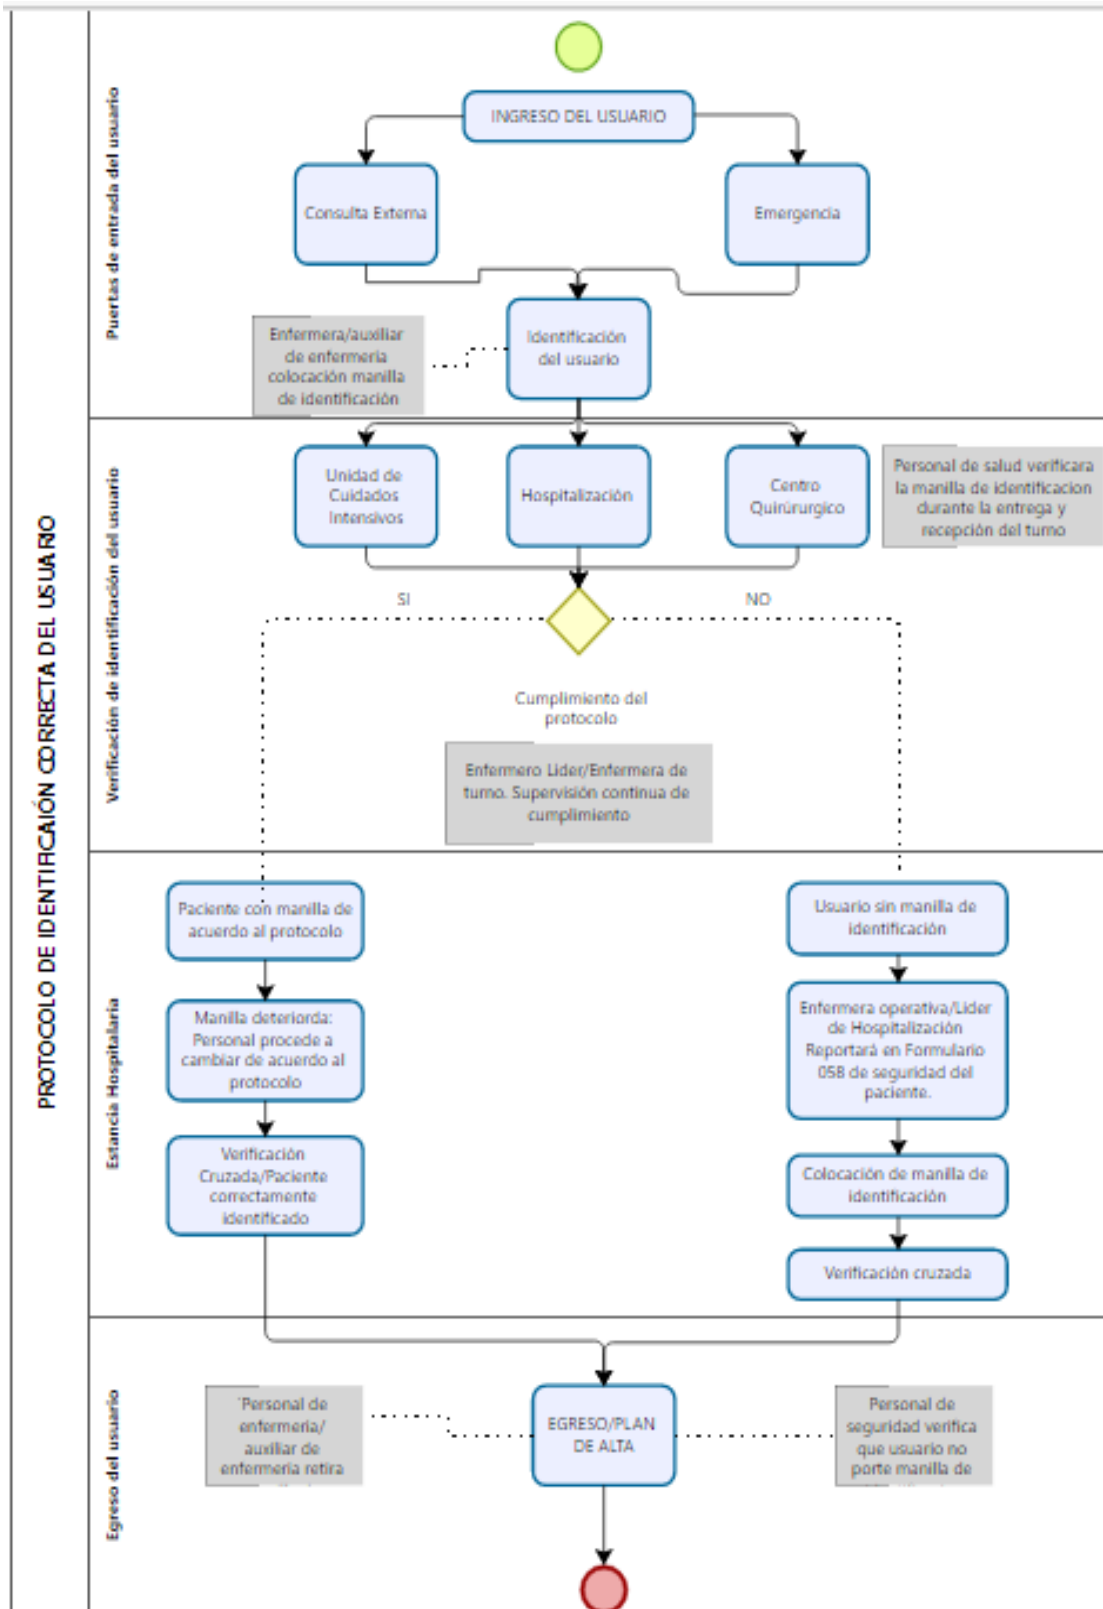 PROTOCOLO DE IDENTIFICAIÓN CORRECTA DEL USUARIO
Puertas de entrada del usuario
INGRESO DEL USUARIO
Consulta Externa
Emergencia
Identificación
del usuario
Enfermera/auxiliar
de enfermería
colocación manilla
de identificación
Verificación de identificación del usuario
Unidad de
Cuidados
Intensivos
Hospitalización
Centro
Quirúrurgico
Personal de salud verificara
la manilla de identificacion
durante la entrega y
recepción del turno
SI
NO
Cumplimiento del
protocolo
Enfermero Lider/Enfermera de
turno. Supervisión continua de
cumplimiento
Estancia Hospitalaria
Paciente con manilla de
acuerdo al protocolo
Manilla deteriorda:
Personal procede a
cambiar de acuerdo al
protocolo
Verificación
Cruzada/Paciente
correctamente
identificado
Usuario sin manilla de
identificación
Enfermera operativa/Lider
de Hospitalización
Reportará en Formulario
058 de seguridad del
paciente.
Colocación de manilla de
identificación
Verificación cruzada
Egreso del usuario
'Personal de
enfermería/
auxiliar de
enfermería retira
EGRESO/PLAN
DE ALTA
Personal de
seguridad verifica
que usuario no
porte manilla de